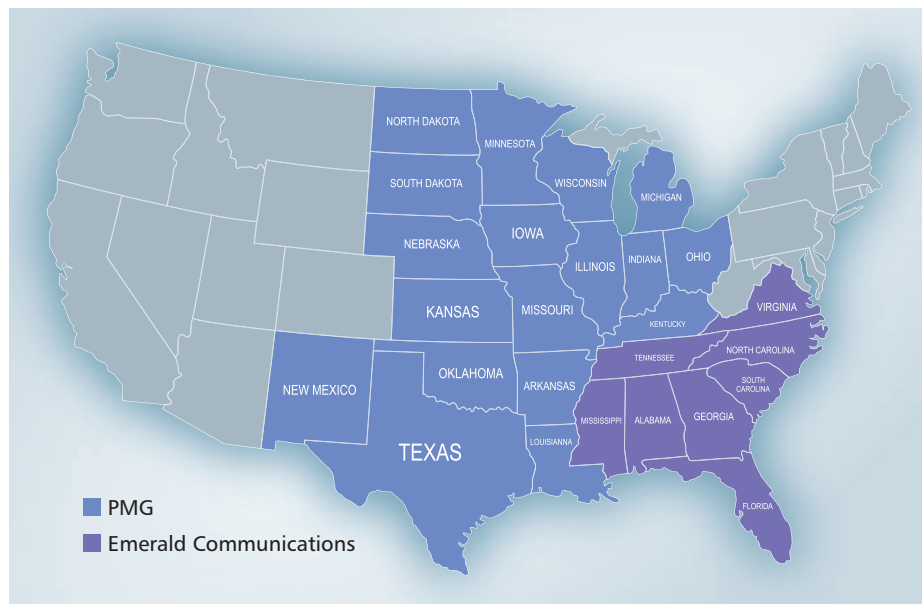 NORTH DAKOTA
MINNESOTA
SOUTH DAKOTA
WISCONSIN
MICHIGAN
NEBRASKA
IOWA
ILLINOIS
INDIANA
OHIO
KANSAS
MISSOURI
KENTUCKY
VIRGINIA
TENNESSEE
NORTH CAROLINA
NEW MEXICO
OKLAHOMA
ARKANSAS
SOUTH
CAROLINA
MISSISSIPPI
ALABAMA
GEORGIA
TEXAS
LOUISIANNA
FLORIDA
PMG
Emerald Communications